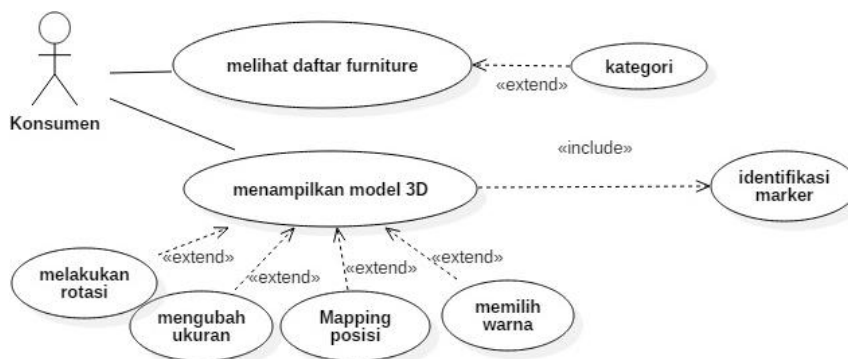 melihat daftar furniture
kategori
«extend»
Konsumen
«include»
menampilkan model 3D
identifikasi
marker
«extend»
«extend»
«extend»
«extend»
melakukan
rotasi
mengubah
ukuran
Mapping
posisi
memilih
warna